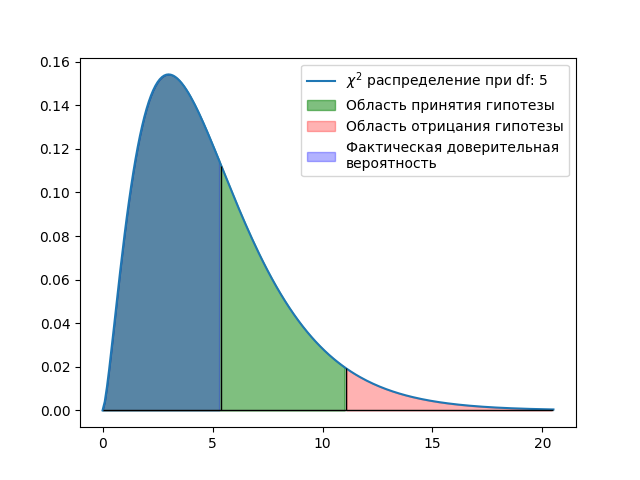 0.16
0.14
0.12
0.10
0.08
0.06
0.04
0.02
0.00
0 5 10 15 20
χ² распределение при df: 5
Область принятия гипотезы
Область отрицания гипотезы
Фактическая доверительная
вероятность